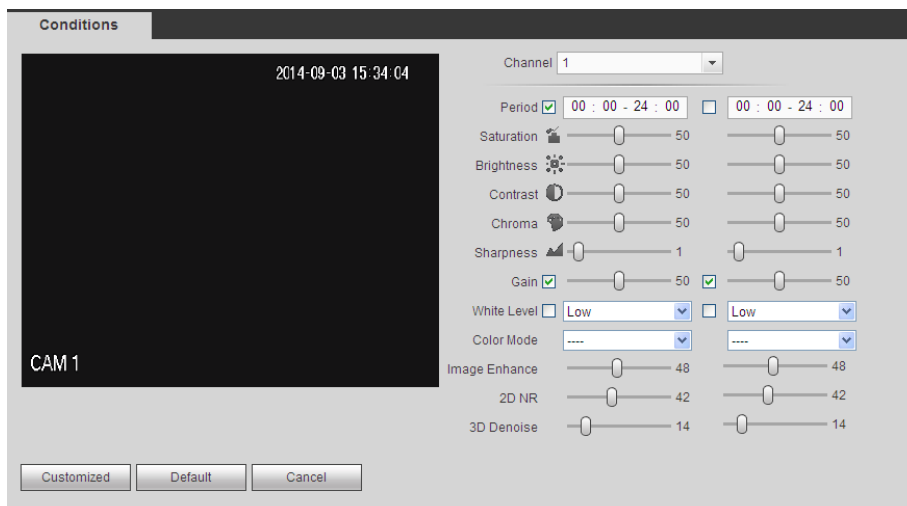 Conditions
2014-09-03 15:34:04
CAM 1
Channel 1
Period 00 : 00 - 24 : 00 00 : 00 - 24 : 00
Saturation 50 50
Brightness 50 50
Contrast 50 50
Chroma 50 50
Sharpness 1 1
Gain 50 50
White Level Low Low
Color Mode ---- ----
Image Enhance 48 48
2D NR 42 42
3D Denoise 14 14
Customized Default Cancel